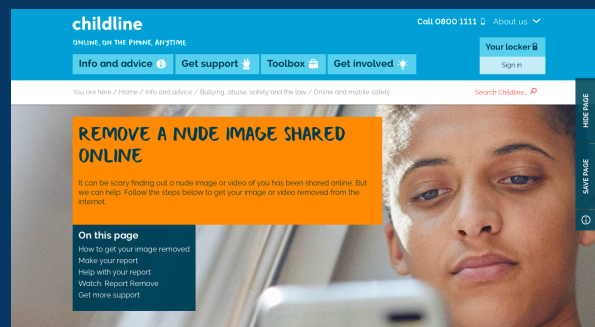 childline
ONLINE, ON THE PHONE, ANYTIME
Call 0800 1111
About us
Your locker
Sign in
Info and advice
Get support
Toolbox
Get involved
You are here / Home / Info and advice / Bullying, abuse, safety and the law / Online and mobile safety
Search Childline...
HIDE PAGE
SAVE PAGE
REMOVE A NUDE IMAGE SHARED
ONLINE
It can be scary finding out a nude image or video of you has been shared online. But
we can help. Follow the steps below to get your image or video removed from the
internet.
On this page
How to get your image removed
Make your report
Help with your report
Watch: Report Remove
Get more support